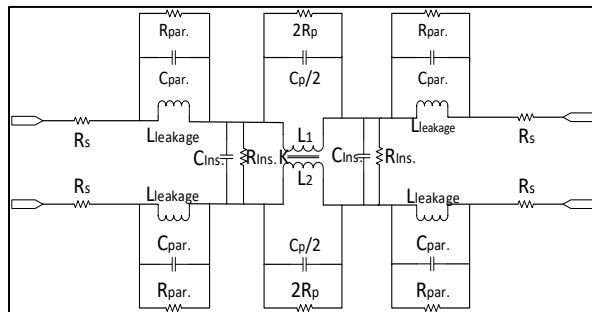 Rpar. 2Rp Rpar.
Cpar. Cp/2 Cpar.
Rs Lleakage L1 Lleakage Rs
CIns. RIns. K CIns. RIns.
Rs Lleakage L2 Lleakage Rs
Cpar. Cp/2 Cpar.
Rpar. 2Rp Rpar.